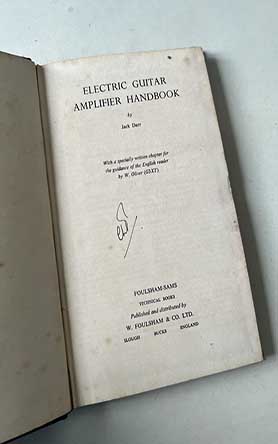 ELECTRIC GUITAR
AMPLIFIER HANDBOOK
by
Jack Darr
With a specially written chapter for
the guidance of the English reader
by W. Oliver (G3XT)
FOULSHAM-SAMS
TECHNICAL BOOKS
Published and distributed by
W. FOULSHAM & CO. LTD.
SLOUGH BUCKS ENGLAND